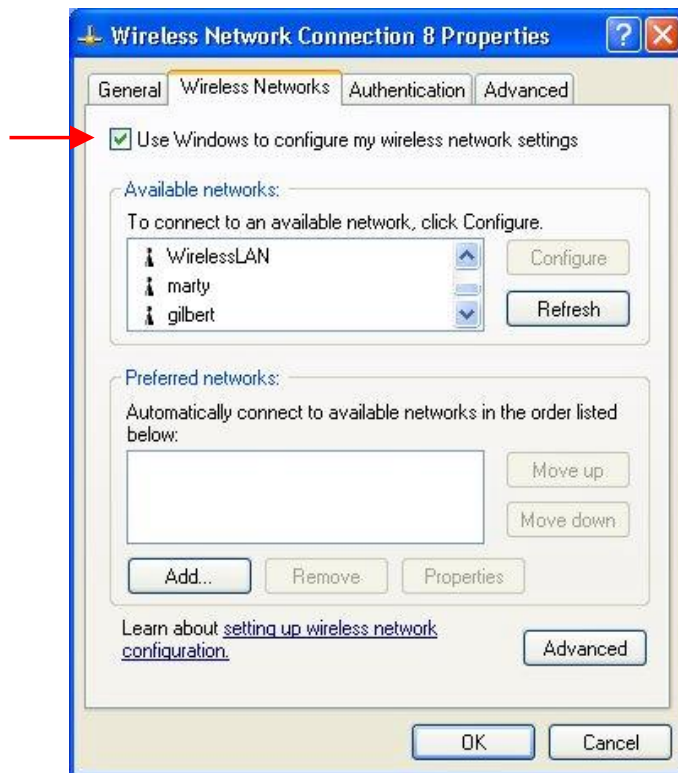 Wireless Network Connection 8 Properties
General Wireless Networks Authentication Advanced
Use Windows to configure my wireless network settings
Available networks:
To connect to an available network, click Configure.
WirelessLAN
marty
gilbert
Configure
Refresh
Preferred networks:
Automatically connect to available networks in the order listed
below:
Move up
Move down
Add... Remove Properties
Learn about setting up wireless network
configuration.
Advanced
OK Cancel